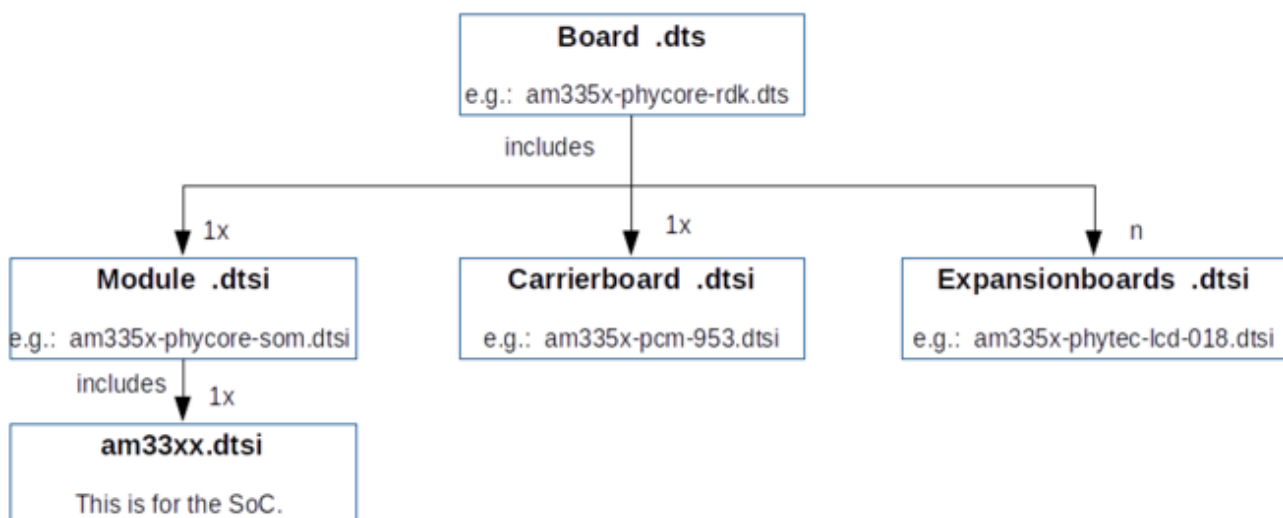 Board .dts
e.g.: am335x-phycore-rdk.dts
includes
1x
1x
n
Module .dtsi
e.g.: am335x-phycore-som.dtsi
Carrierboard .dtsi
e.g.: am335x-pcm-953.dtsi
Expansionboards .dtsi
e.g.: am335x-phytec-lcd-018.dtsi
includes
1x
am33xx.dtsi
This is for the SoC.